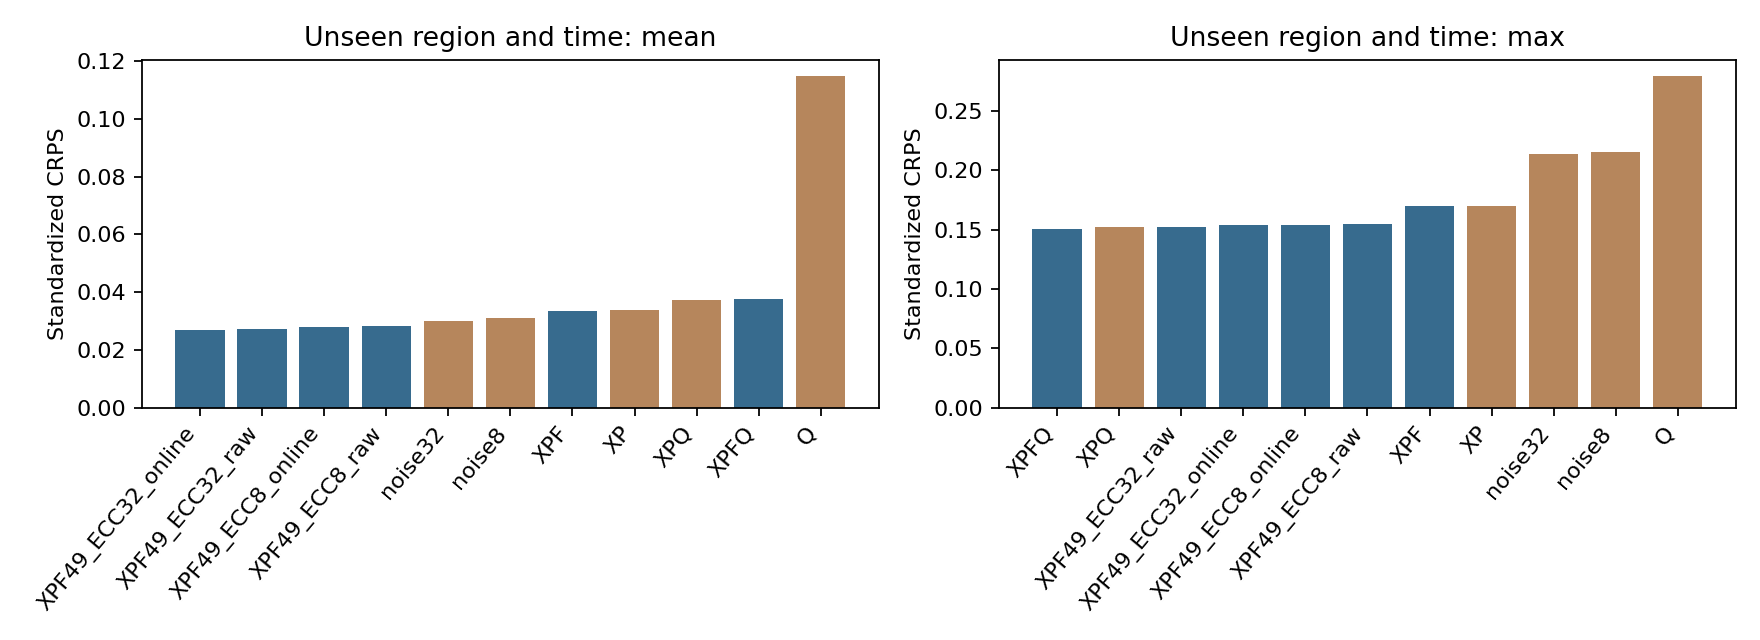 Unseen region and time: mean
Standardized CRPS
0.12
0.10
0.08
0.06
0.04
0.02
0.00
XPF49_ECC32_online
XPF49_ECC32_raw
XPF49_ECC8_online
XPF49_ECC8_raw
noise32
noise8
XPF
XP
XPQ
XPFQ
Q
Unseen region and time: max
Standardized CRPS
0.25
0.20
0.15
0.10
0.05
0.00
XPFQ
XPQ
XPF49_ECC32_raw
XPF49_ECC32_online
XPF49_ECC8_online
XPF49_ECC8_raw
XPF
XP
noise32
noise8
Q